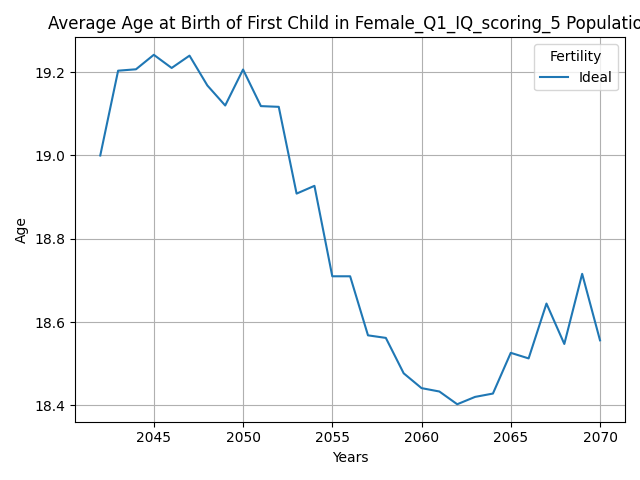 Average Age at Birth of First Child in Female_Q1_IQ_scoring_5 Populatio
Fertility
Ideal
19.2
19.0
18.8
18.6
18.4
Age
2045 2050 2055 2060 2065 2070
Years